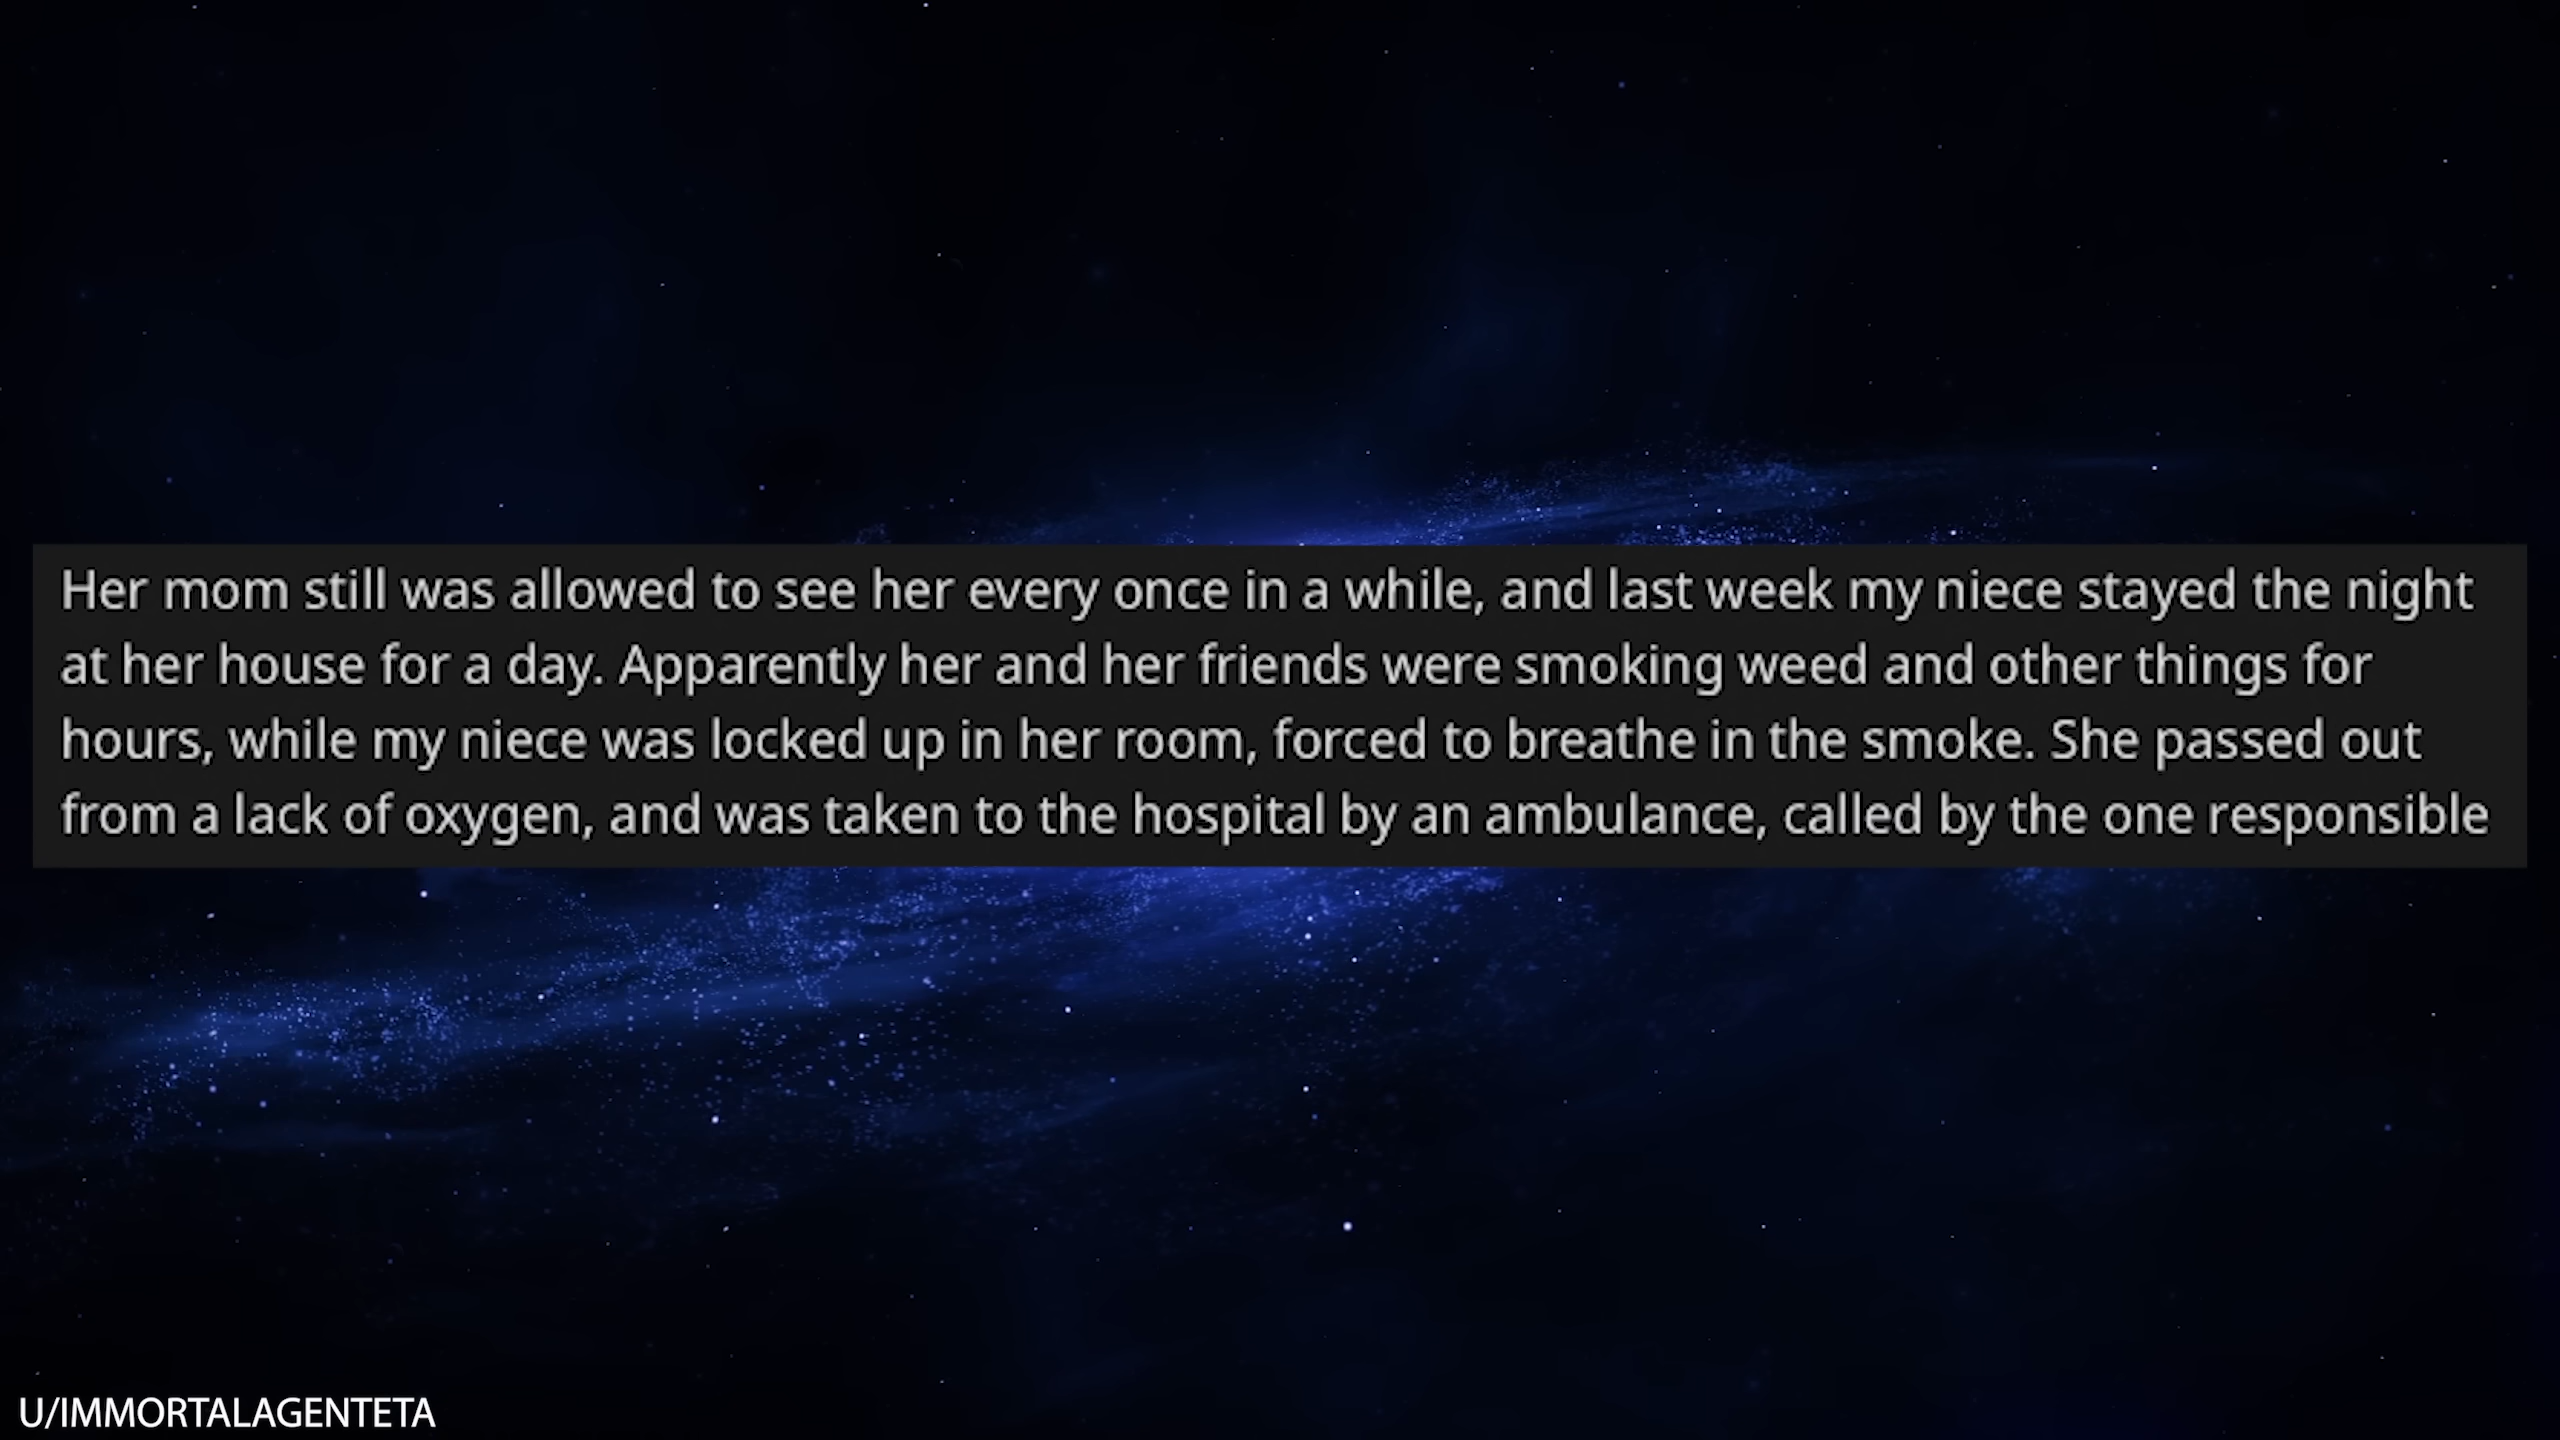 Her mom still was allowed to see her every once in a while, and last week my niece stayed the night
at her house for a day. Apparently her and her friends were smoking weed and other things for
hours, while my niece was locked up in her room, forced to breathe in the smoke. She passed out
from a lack of oxygen, and was taken to the hospital by an ambulance, called by the one responsible
U/IMMORTALAGENTETA